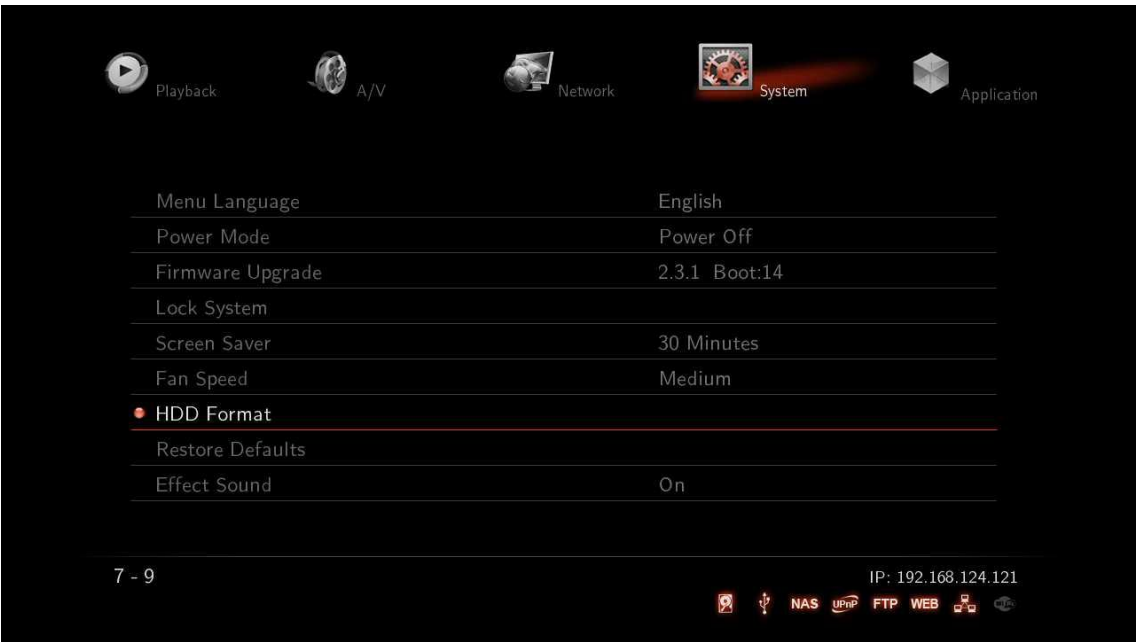 Playback A/V Network System Application
Menu Language English
Power Mode Power Off
Firmware Upgrade 2.3.1 Boot:14
Lock System
Screen Saver 30 Minutes
Fan Speed Medium
HDD Format
Restore Defaults
Effect Sound On
7 - 9 IP: 192.168.124.121
NAS UPnP FTP WEB